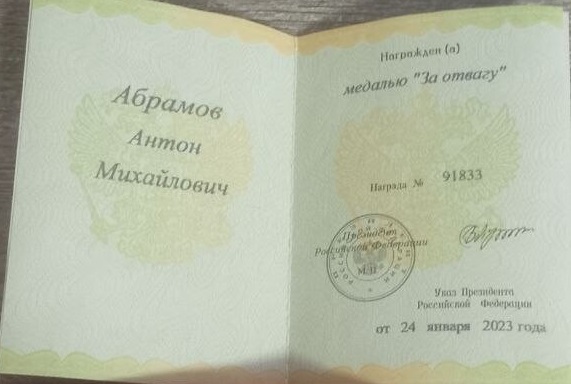 Абрамов
Антон
Михайлович
Награжден (а)
медалью "За отвагу"
Награда № 91833
Президент
Российской Федерации
М.П.
Указ Президента
Российской Федерации
от 24 января 2023 года